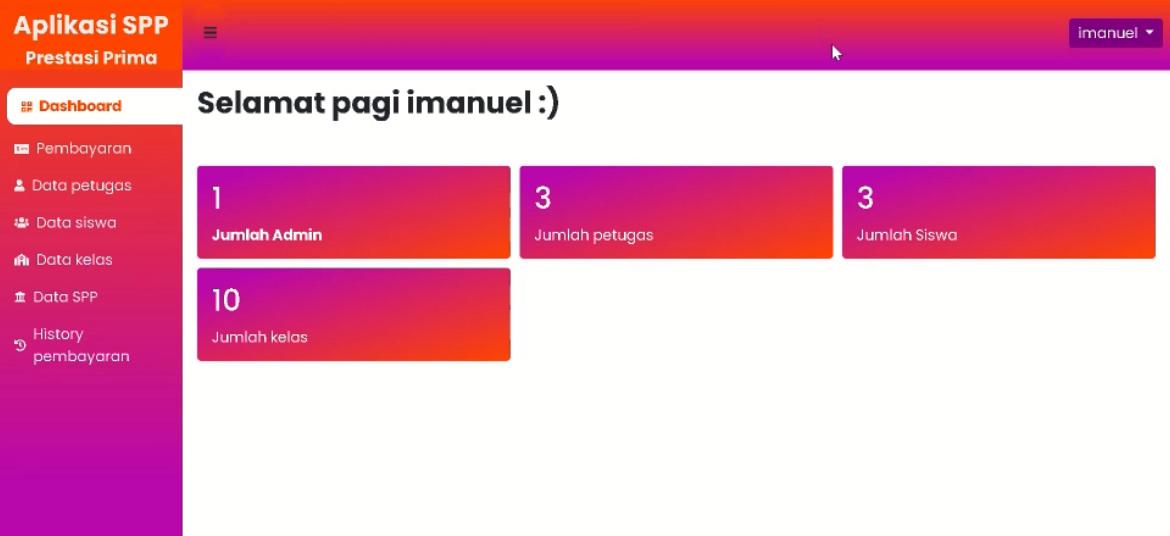 Aplikasi SPP
Prestasi Prima
imanuel
Dashboard
Pembayaran
Data petugas
Data siswa
Data kelas
Data SPP
History
pembayaran
Selamat pagi imanuel :)
1
Jumlah Admin
3
Jumlah petugas
3
Jumlah Siswa
10
Jumlah kelas